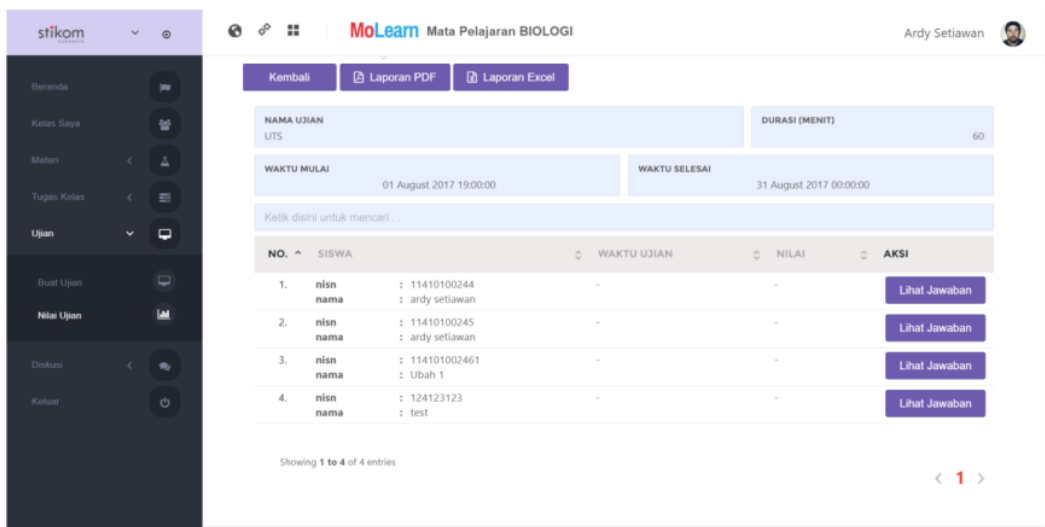 stikom
SURABAYA
MoLearn Mata Pelajaran BIOLOGI
Ardy Setiawan
Beranda
Kelas Saya
Materi
Tugas Kelas
Ujian
Buat Ujian
Nilai Ujian
Diskusi
Keluar
Kembali
Laporan PDF
Laporan Excel
NAMA UJIAN
UTS
DURASI (MENIT)
60
WAKTU MULAI
01 August 2017 19:00:00
WAKTU SELESAI
31 August 2017 00:00:00
Ketik disini untuk mencari . .
NO. SISWA WAKTU UJIAN NILAI AKSI
1. nisn : 11410100244 - - Lihat Jawaban
nama : ardy setiawan
2. nisn : 11410100245 - - Lihat Jawaban
nama : ardy setiawan
3. nisn : 114101002461 - - Lihat Jawaban
nama : Ubah 1
4. nisn : 124123123 - - Lihat Jawaban
nama : test
Showing 1 to 4 of 4 entries
< 1 >